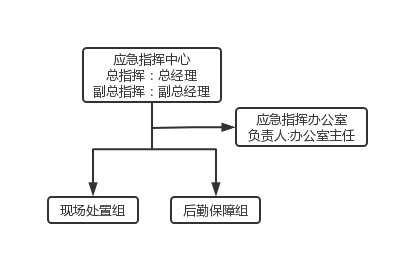 应急指挥中心
总指挥：总经理
副总指挥：副总经理
应急指挥办公室
负责人:办公室主任
现场处置组
后勤保障组